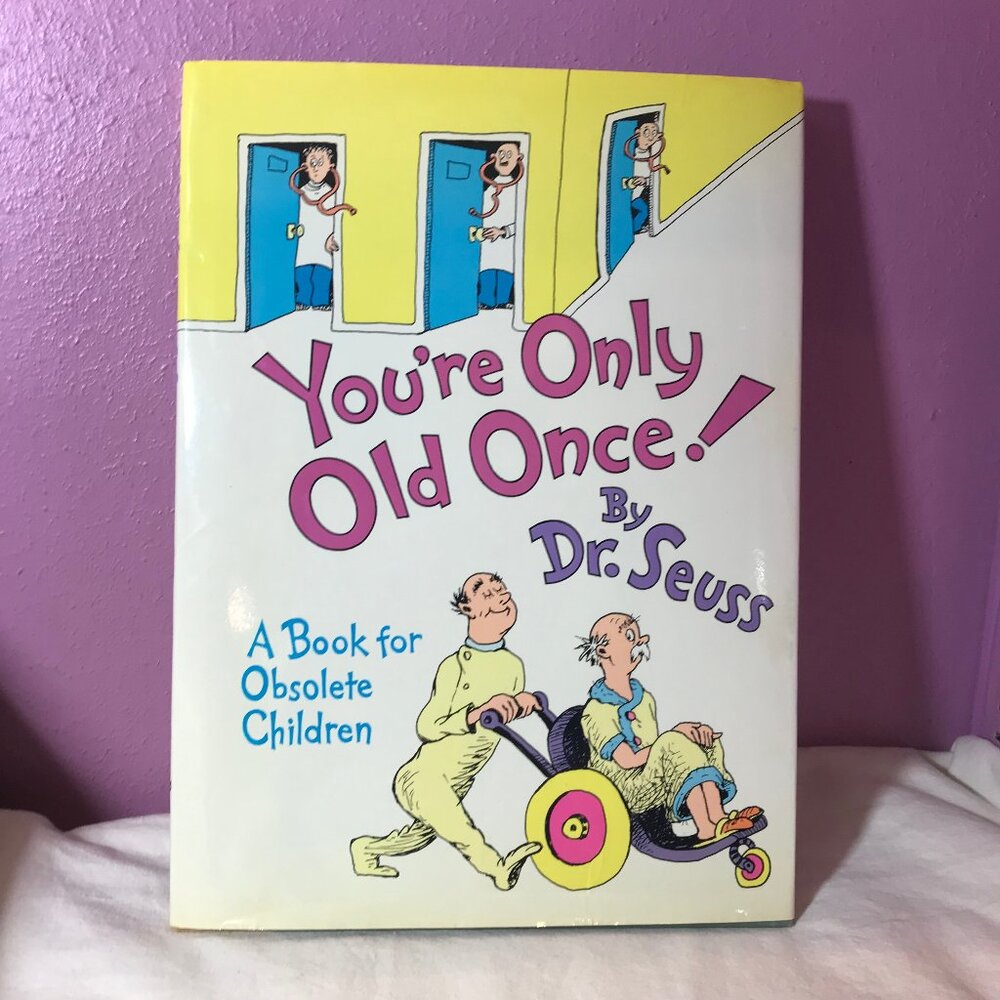 You're Only
Old Once!
By
Dr. Seuss
A Book for
Obsolete
Children